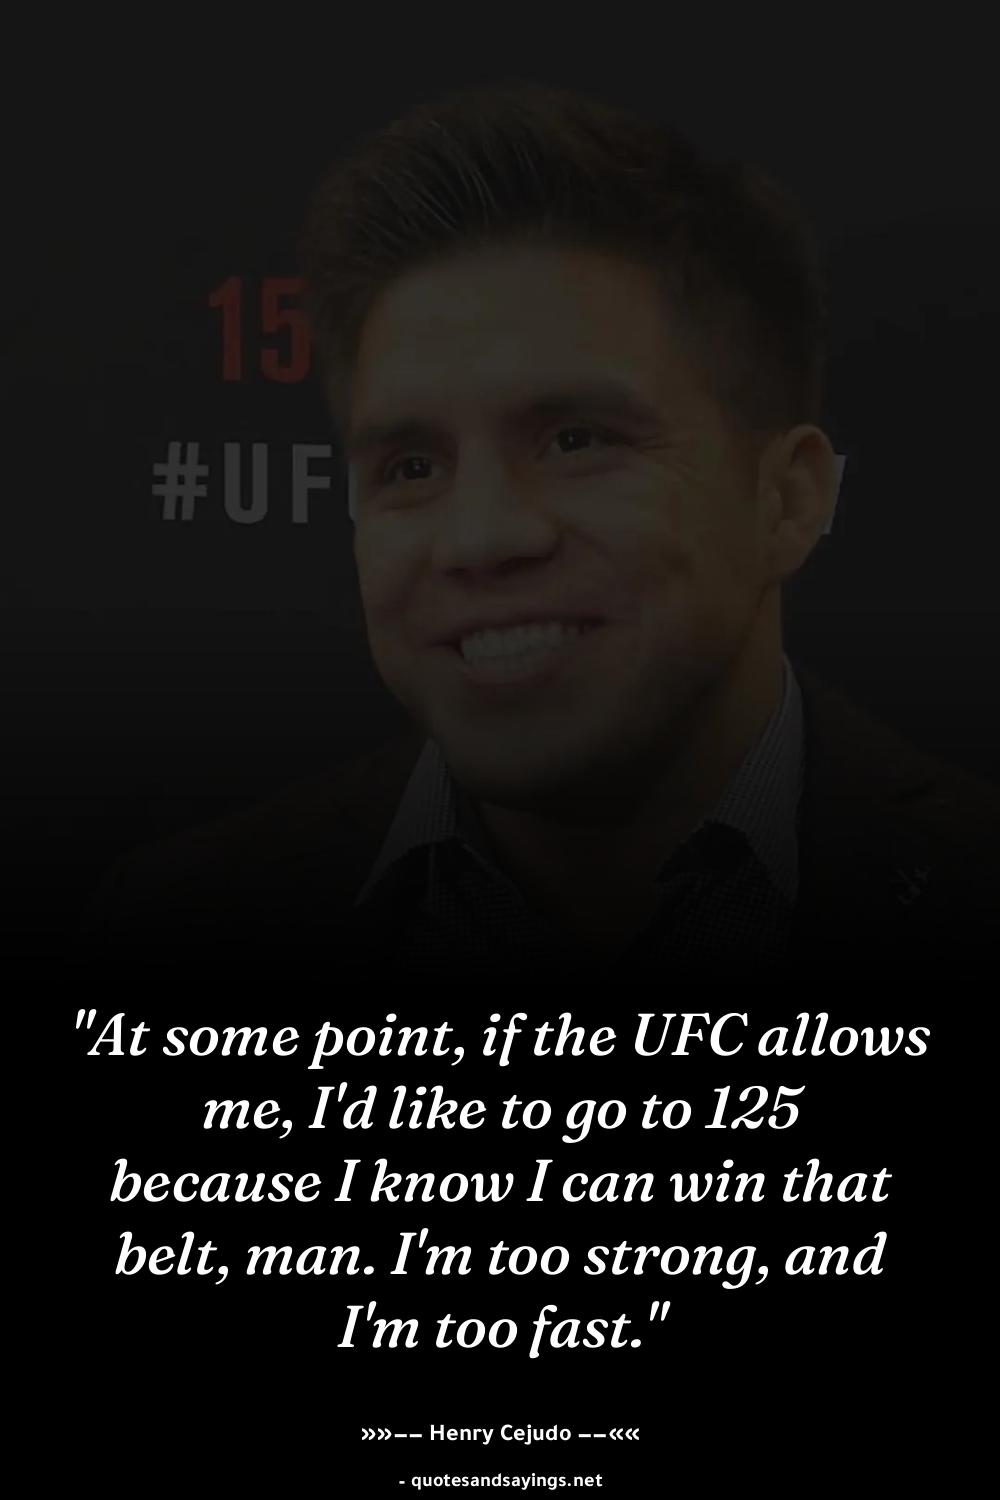 15
#UF
"At some point, if the UFC allows
me, I'd like to go to 125
because I know I can win that
belt, man. I'm too strong, and
I'm too fast."
»»–– Henry Cejudo ––««
- quotesandsayings.net